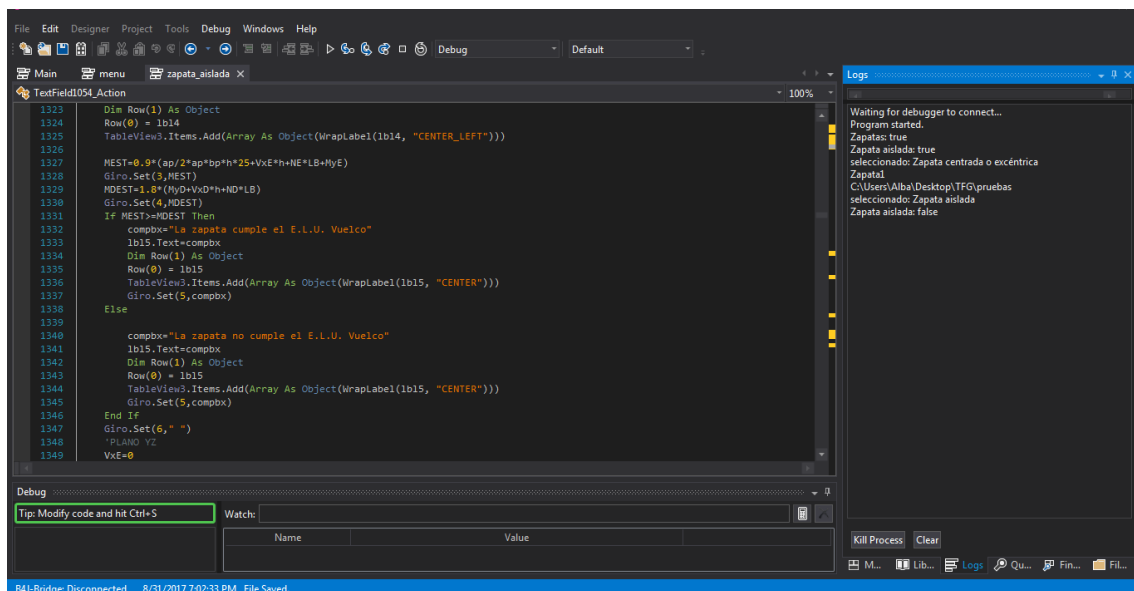 File Edit Designer Project Tools Debug Windows Help
Debug Default
Main menu zapata_aislada
TextField1054_Action 100%
1323 Dim Row(1) As Object
1324 Row(0) = lbl4
1325 TableView3.Items.Add(Array As Object(WrapLabel(lbl4, "CENTER_LEFT")))
1326
1327 MEST=0.9*(ap/2*ap*bp*h*25+VxE*h+NE*LB+MyE)
1328 Giro.Set(3,MEST)
1329 MDEST=1.8*(MyD+VxD*h+ND*LB)
1330 Giro.Set(4,MDEST)
1331 If MEST>=MDEST Then
1332 compbx="La zapata cumple el E.L.U. Vuelco"
1333 lbl5.Text=compbx
1334 Dim Row(1) As Object
1335 Row(0) = lbl5
1336 TableView3.Items.Add(Array As Object(WrapLabel(lbl5, "CENTER")))
1337 Giro.Set(5,compbx)
1338 Else
1339
1340 compbx="La zapata no cumple el E.L.U. Vuelco"
1341 lbl5.Text=compbx
1342 Dim Row(1) As Object
1343 Row(0) = lbl5
1344 TableView3.Items.Add(Array As Object(WrapLabel(lbl5, "CENTER")))
1345 Giro.Set(5,compbx)
1346 End If
1347 Giro.Set(6," ")
1348 'PLANO YZ
1349 VxE=0
Logs
Waiting for debugger to connect...
Program started.
Zapatas: true
Zapata aislada: true
seleccionado: Zapata centrada o excéntrica
Zapata1
C:\Users\Alba\Desktop\TFG\pruebas
seleccionado: Zapata aislada
Zapata aislada: false
Kill Process Clear
M... Lib... Logs Qu... Fin... Fil...
Debug
Tip: Modify code and hit Ctrl+S
Watch:
Name Value
B4J-Bridge: Disconnected 8/31/2017 7:02:33 PM File Saved